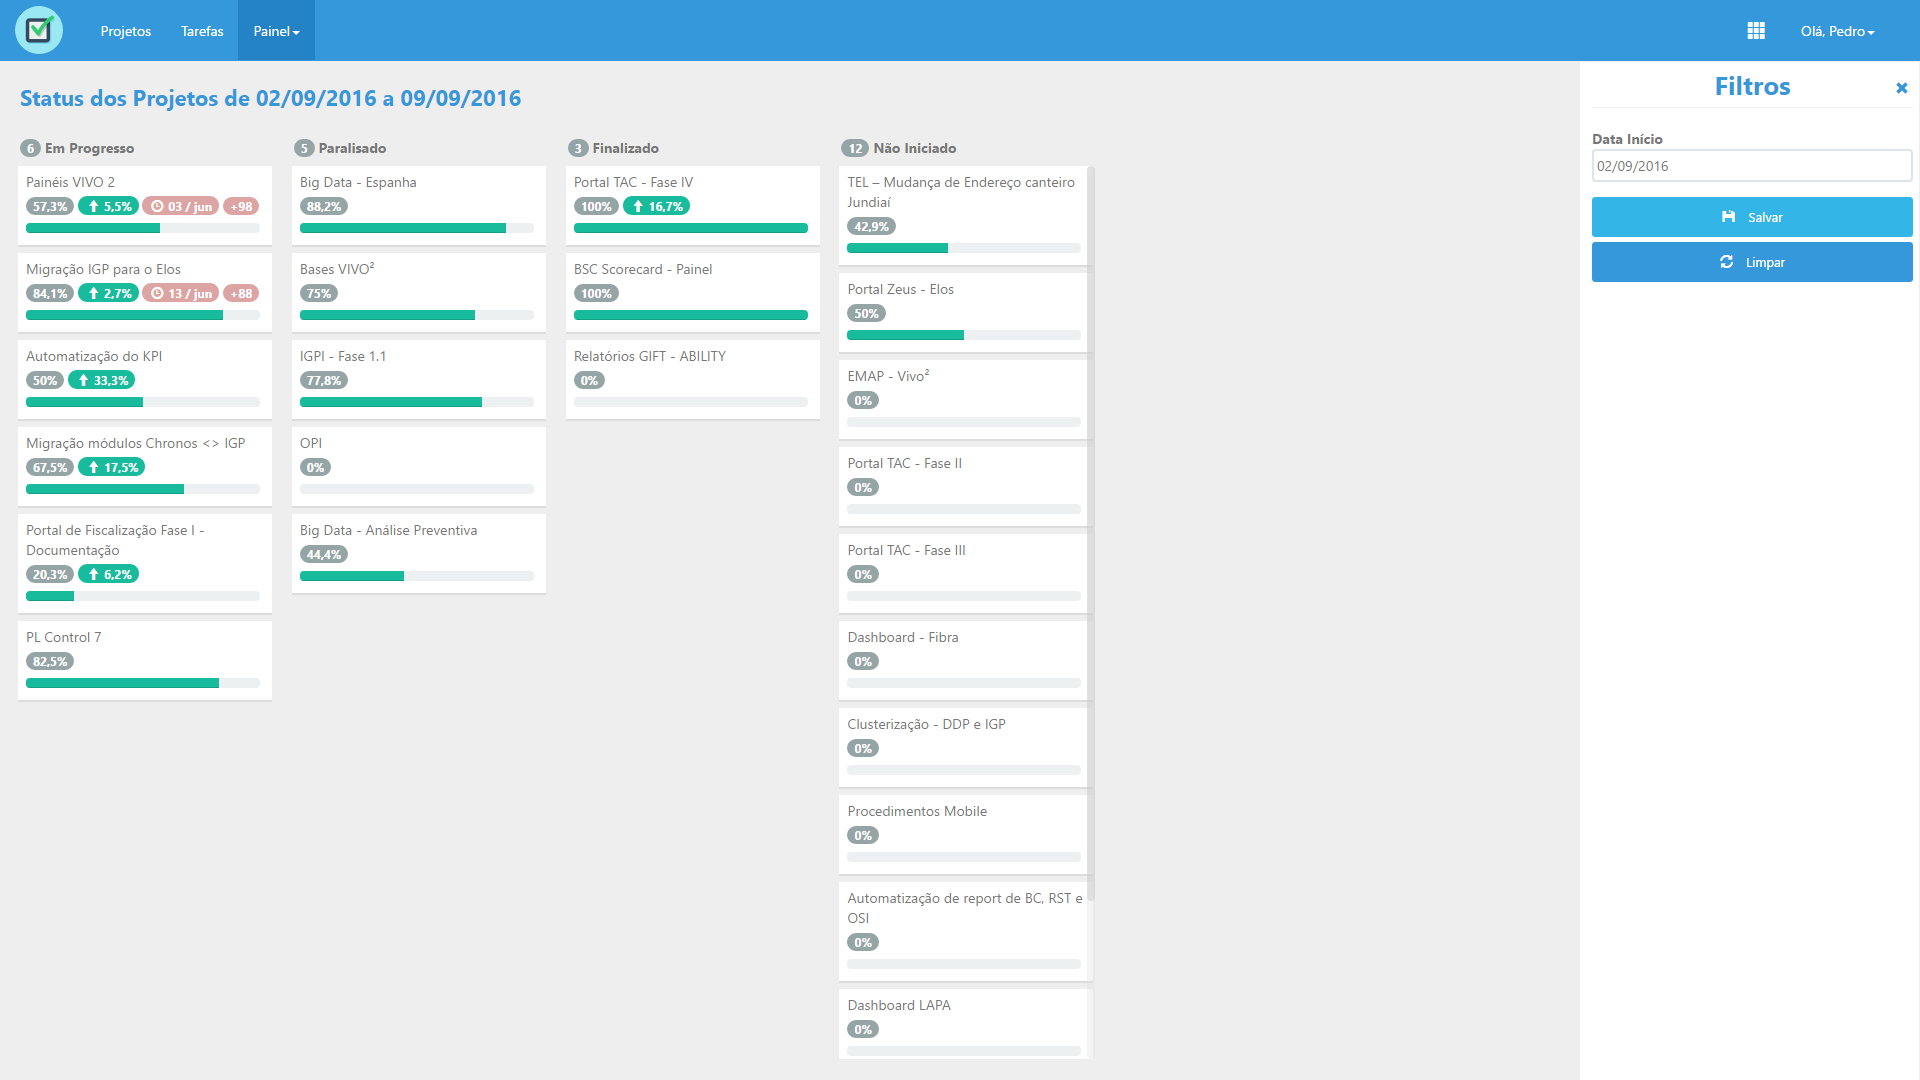 Projetos Tarefas Painel Olá, Pedro
Status dos Projetos de 02/09/2016 a 09/09/2016
6 Em Progresso
Painéis VIVO 2
57,3% 5,5% 03 / jun +98
Migração IGP para o Elos
84,1% 2,7% 13 / jun +88
Automatização do KPI
50% 33,3%
Migração módulos Chronos <> IGP
67,5% 17,5%
Portal de Fiscalização Fase I -
Documentação
20,3% 6,2%
PL Control 7
82,5%
5 Paralisado
Big Data - Espanha
88,2%
Bases VIVO²
75%
IGPI - Fase 1.1
77,8%
OPI
0%
Big Data - Análise Preventiva
44,4%
3 Finalizado
Portal TAC - Fase IV
100% 16,7%
BSC Scorecard - Painel
100%
Relatórios GIFT - ABILITY
0%
12 Não Iniciado
TEL – Mudança de Endereço canteiro
Jundiaí
42,9%
Portal Zeus - Elos
50%
EMAP - Vivo²
0%
Portal TAC - Fase II
0%
Portal TAC - Fase III
0%
Dashboard - Fibra
0%
Clusterização - DDP e IGP
0%
Procedimentos Mobile
0%
Automatização de report de BC, RST e
OSI
0%
Dashboard LAPA
0%
Filtros
Data Início
02/09/2016
Salvar
Limpar